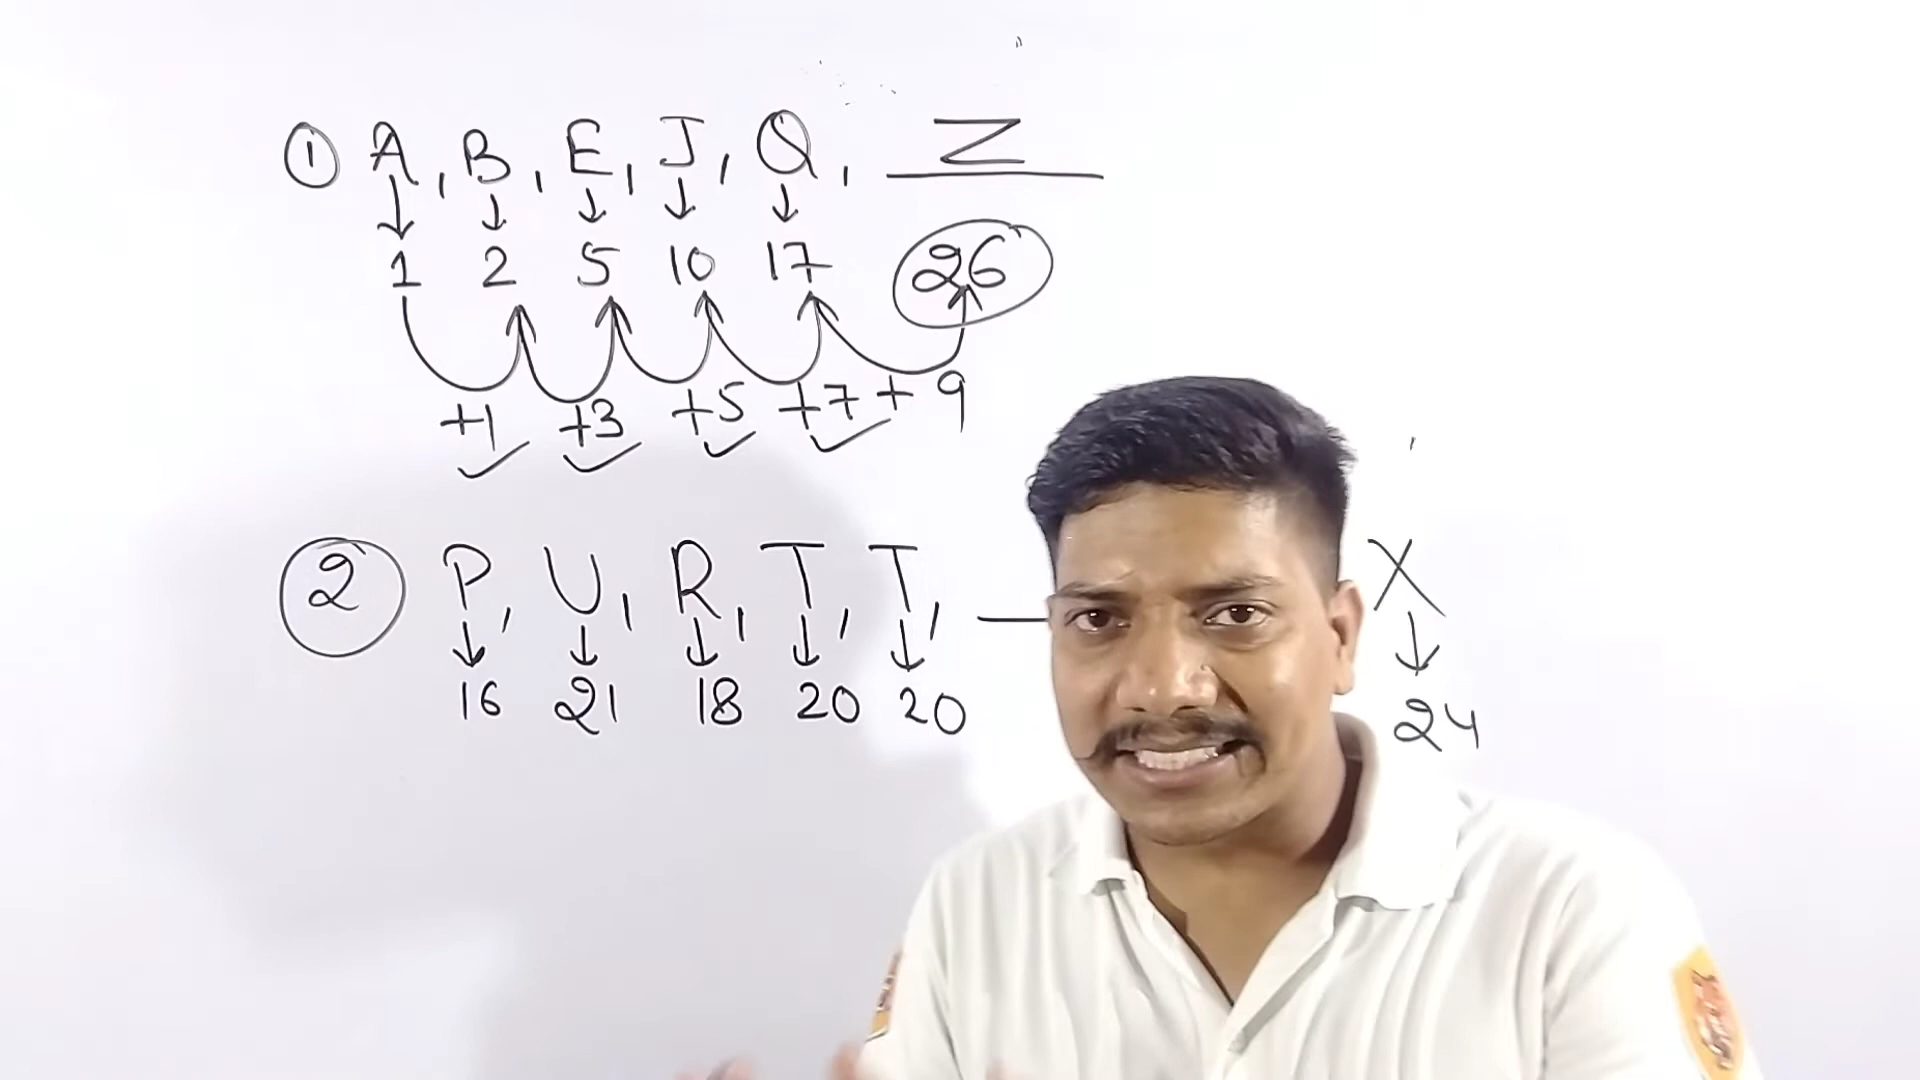 ① A, B, E, J, Q, Z
1 2 5 10 17 26
+1 +3 +5 +7 +9
② P, U, R, T, T, X
16 21 18 20 20 24